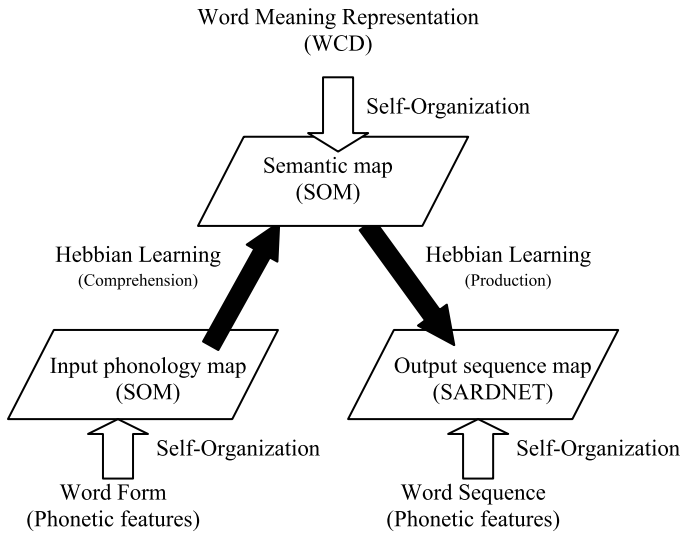 Word Meaning Representation
(WCD)
Self-Organization
Semantic map
(SOM)
Hebbian Learning
(Comprehension)
Hebbian Learning
(Production)
Input phonology map
(SOM)
Output sequence map
(SARDNET)
Self-Organization
Self-Organization
Word Form
(Phonetic features)
Word Sequence
(Phonetic features)